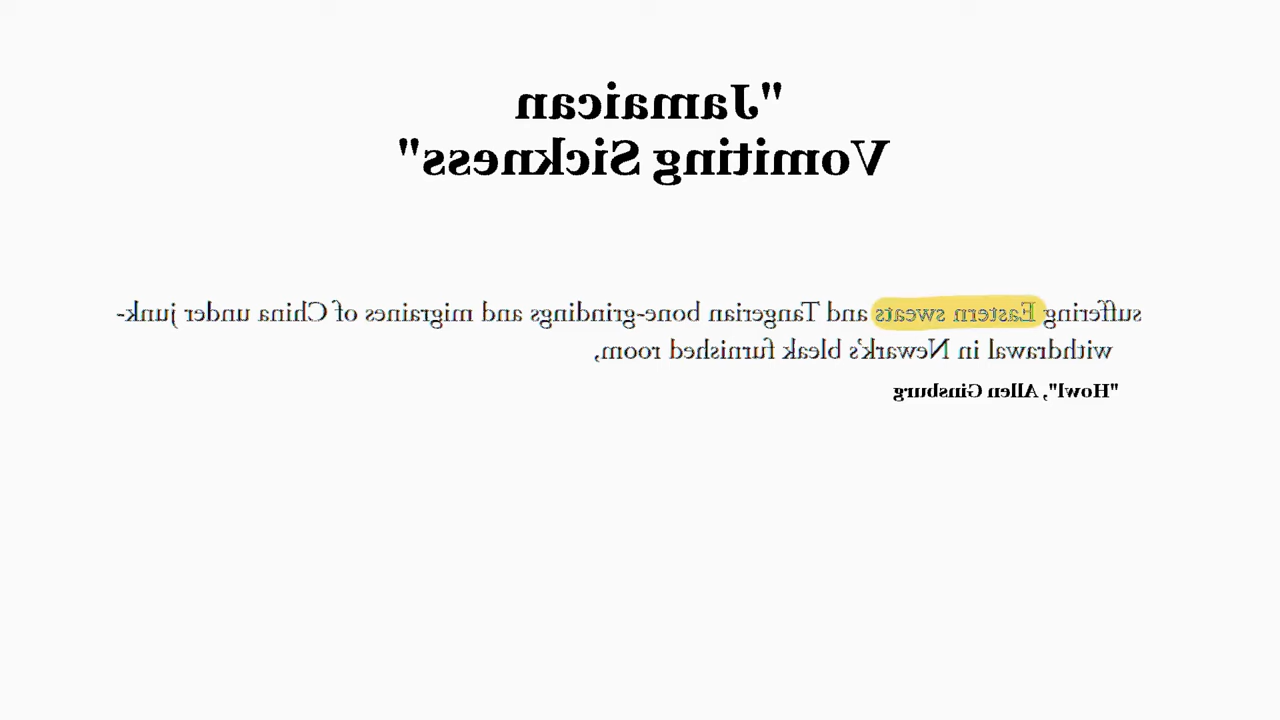 "Jamaican
Vomiting Sickness"
suffering Eastern sweats and Tangerian bone-grindings and migraines of China under junk-
withdrawal in Newark's bleak furnished room,
"Howl", Allen Ginsburg